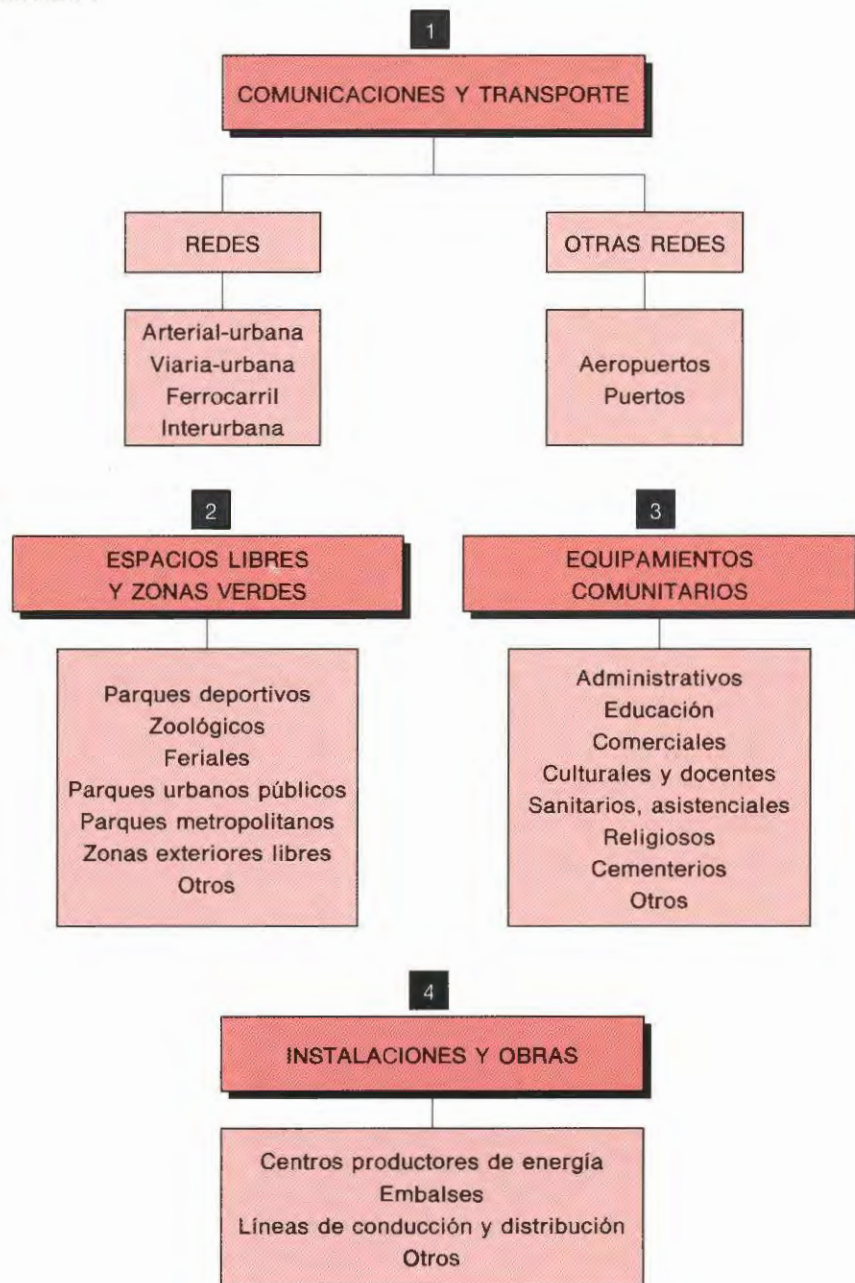 1
COMUNICACIONES Y TRANSPORTE
REDES
OTRAS REDES
Arterial-urbana
Viaria-urbana
Ferrocarril
Interurbana
Aeropuertos
Puertos
2
ESPACIOS LIBRES
Y ZONAS VERDES
Parques deportivos
Zoológicos
Feriales
Parques urbanos públicos
Parques metropolitanos
Zonas exteriores libres
Otros
3
EQUIPAMIENTOS
COMUNITARIOS
Administrativos
Educación
Comerciales
Culturales y docentes
Sanitarios, asistenciales
Religiosos
Cementerios
Otros
4
INSTALACIONES Y OBRAS
Centros productores de energía
Embalses
Líneas de conducción y distribución
Otros